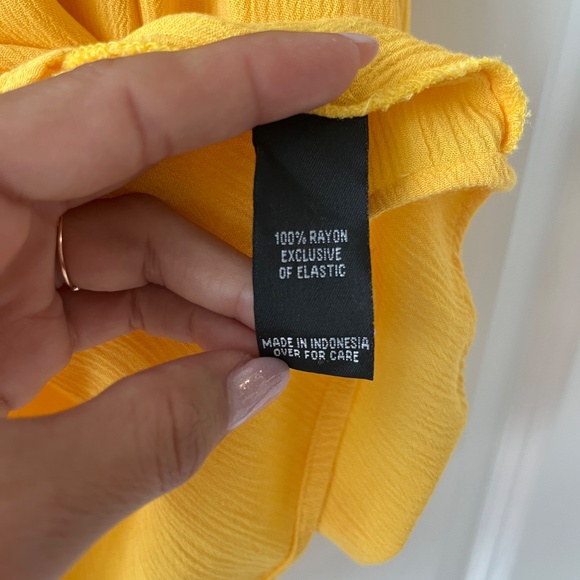 100% RAYON
EXCLUSIVE
OF ELASTIC
MADE IN INDONESIA
OVER FOR CARE